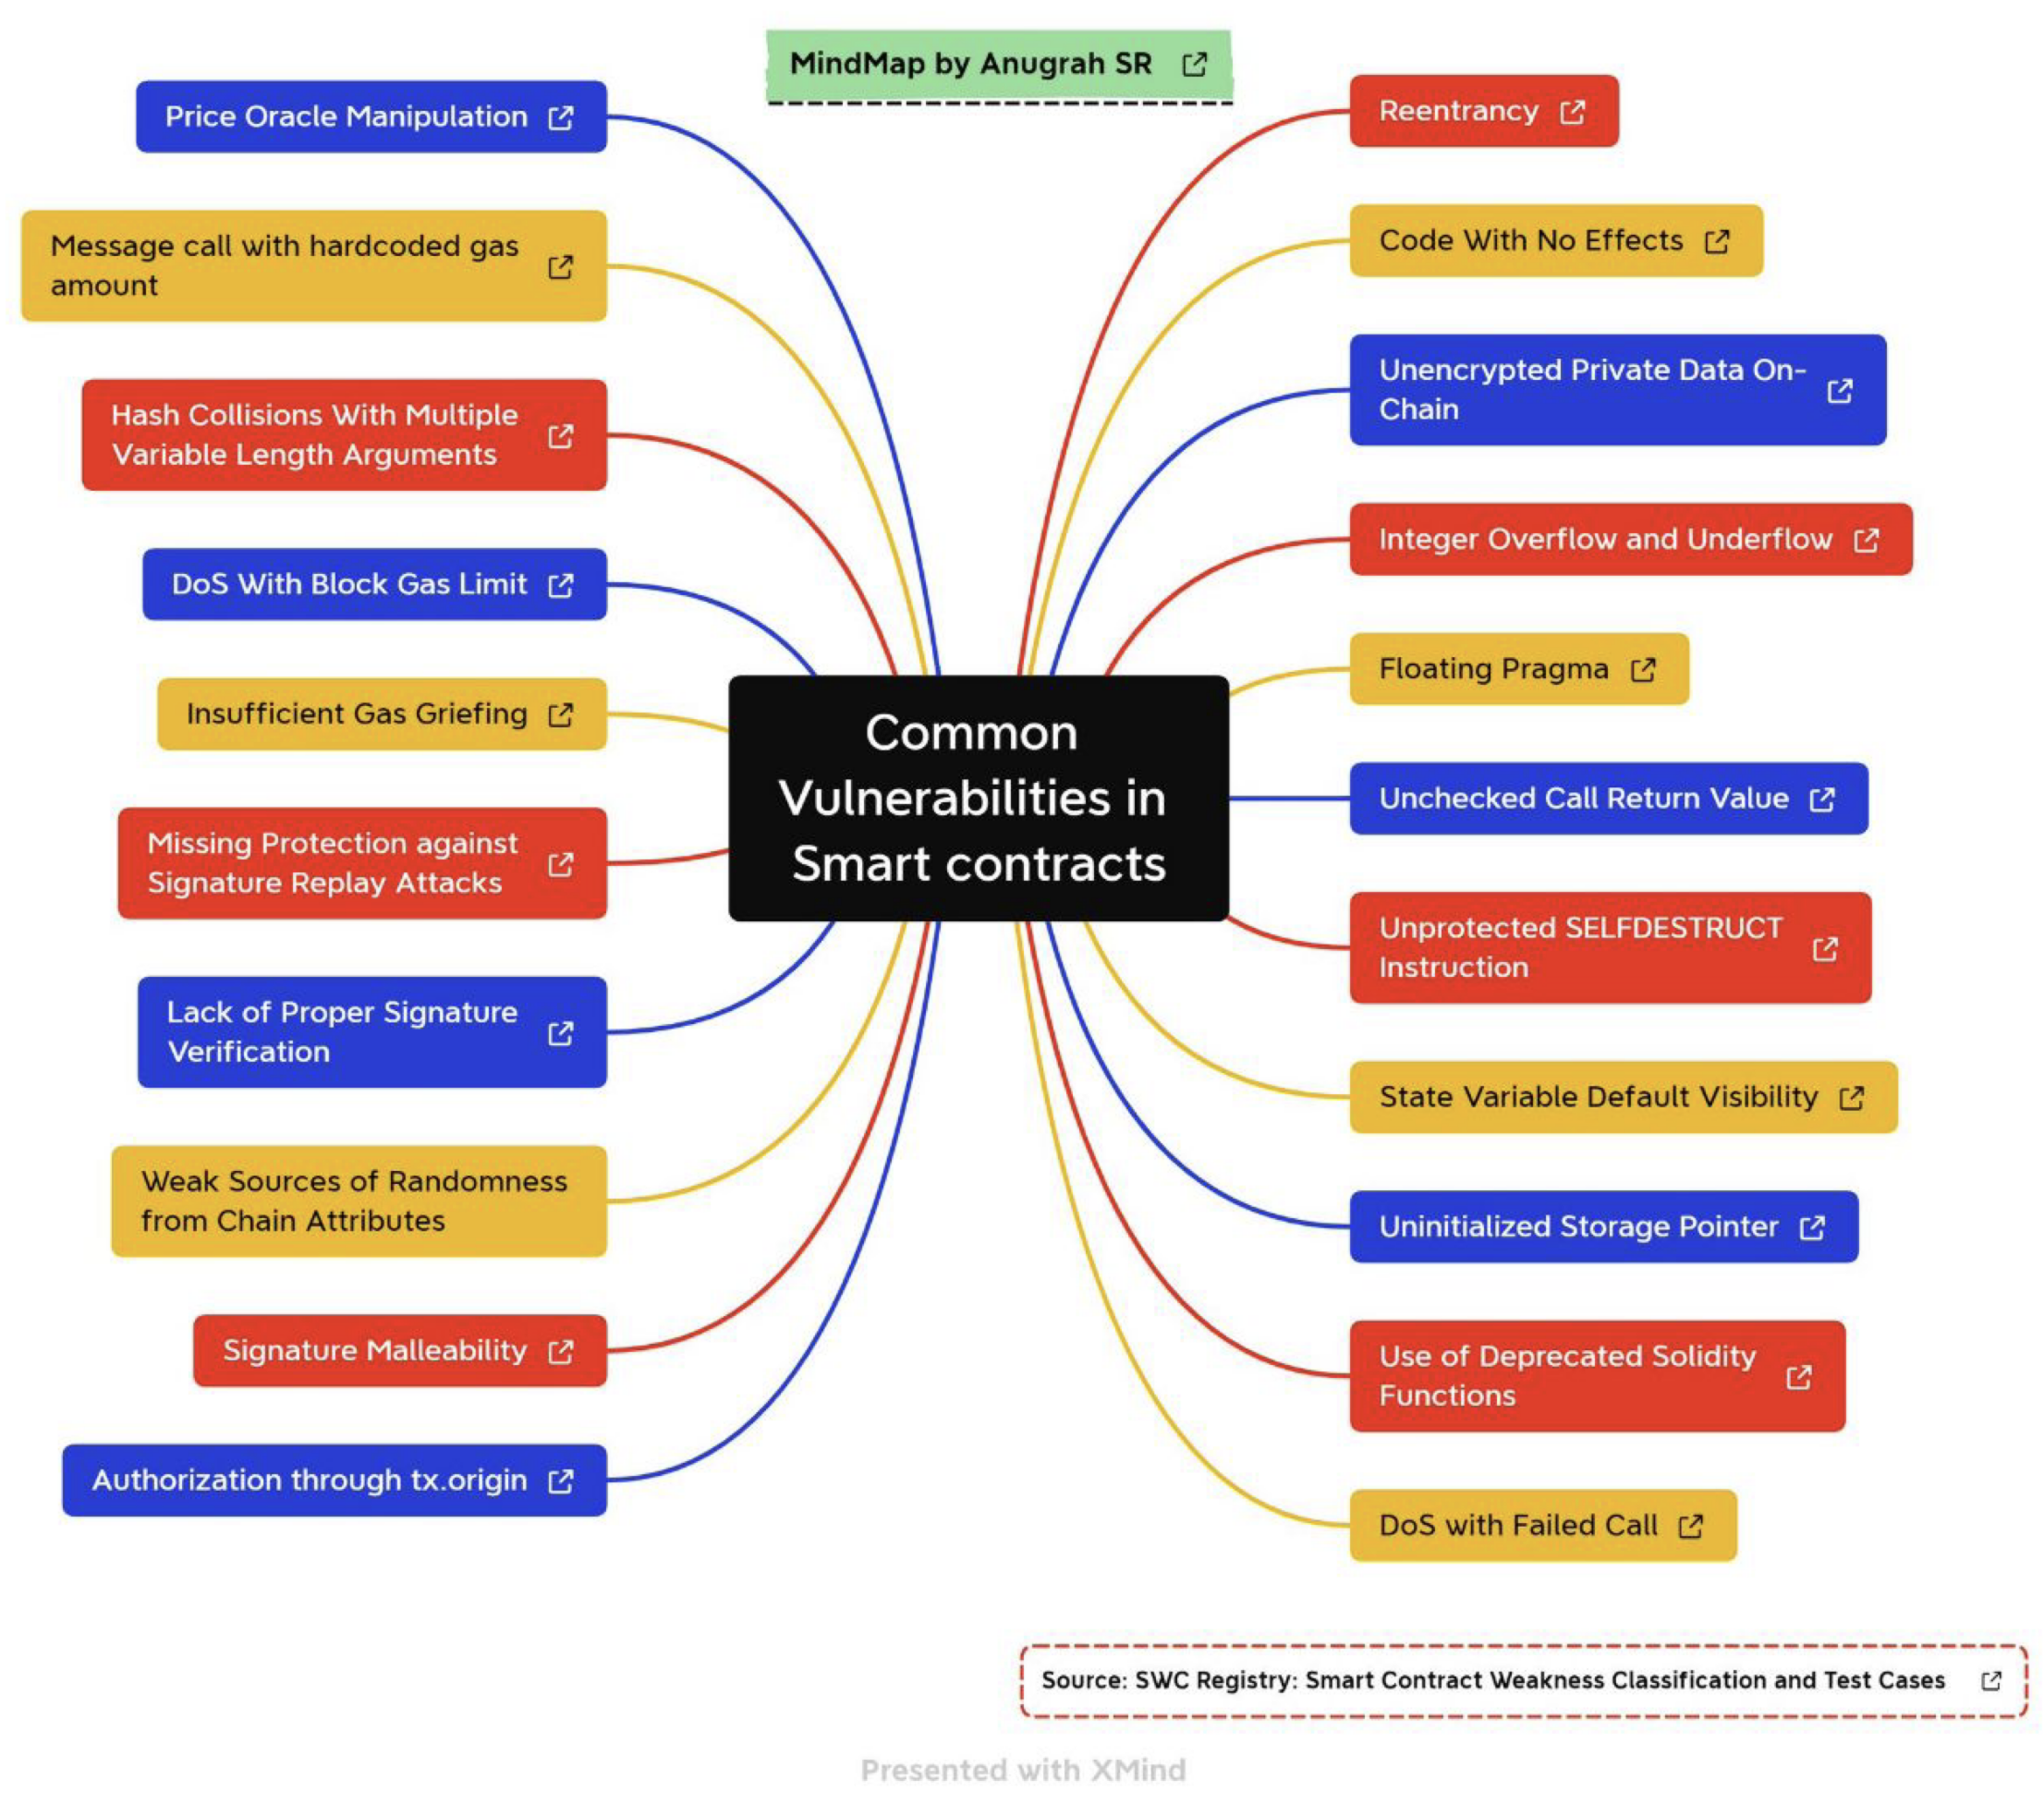 MindMap by Anugrah SR
Price Oracle Manipulation
Message call with hardcoded gas
amount
Hash Collisions With Multiple
Variable Length Arguments
DoS With Block Gas Limit
Insufficient Gas Griefing
Missing Protection against
Signature Replay Attacks
Lack of Proper Signature
Verification
Weak Sources of Randomness
from Chain Attributes
Signature Malleability
Authorization through tx.origin
Common
Vulnerabilities in
Smart contracts
Reentrancy
Code With No Effects
Unencrypted Private Data On-
Chain
Integer Overflow and Underflow
Floating Pragma
Unchecked Call Return Value
Unprotected SELFDESTRUCT
Instruction
State Variable Default Visibility
Uninitialized Storage Pointer
Use of Deprecated Solidity
Functions
DoS with Failed Call
Source: SWC Registry: Smart Contract Weakness Classification and Test Cases
Presented with XMind